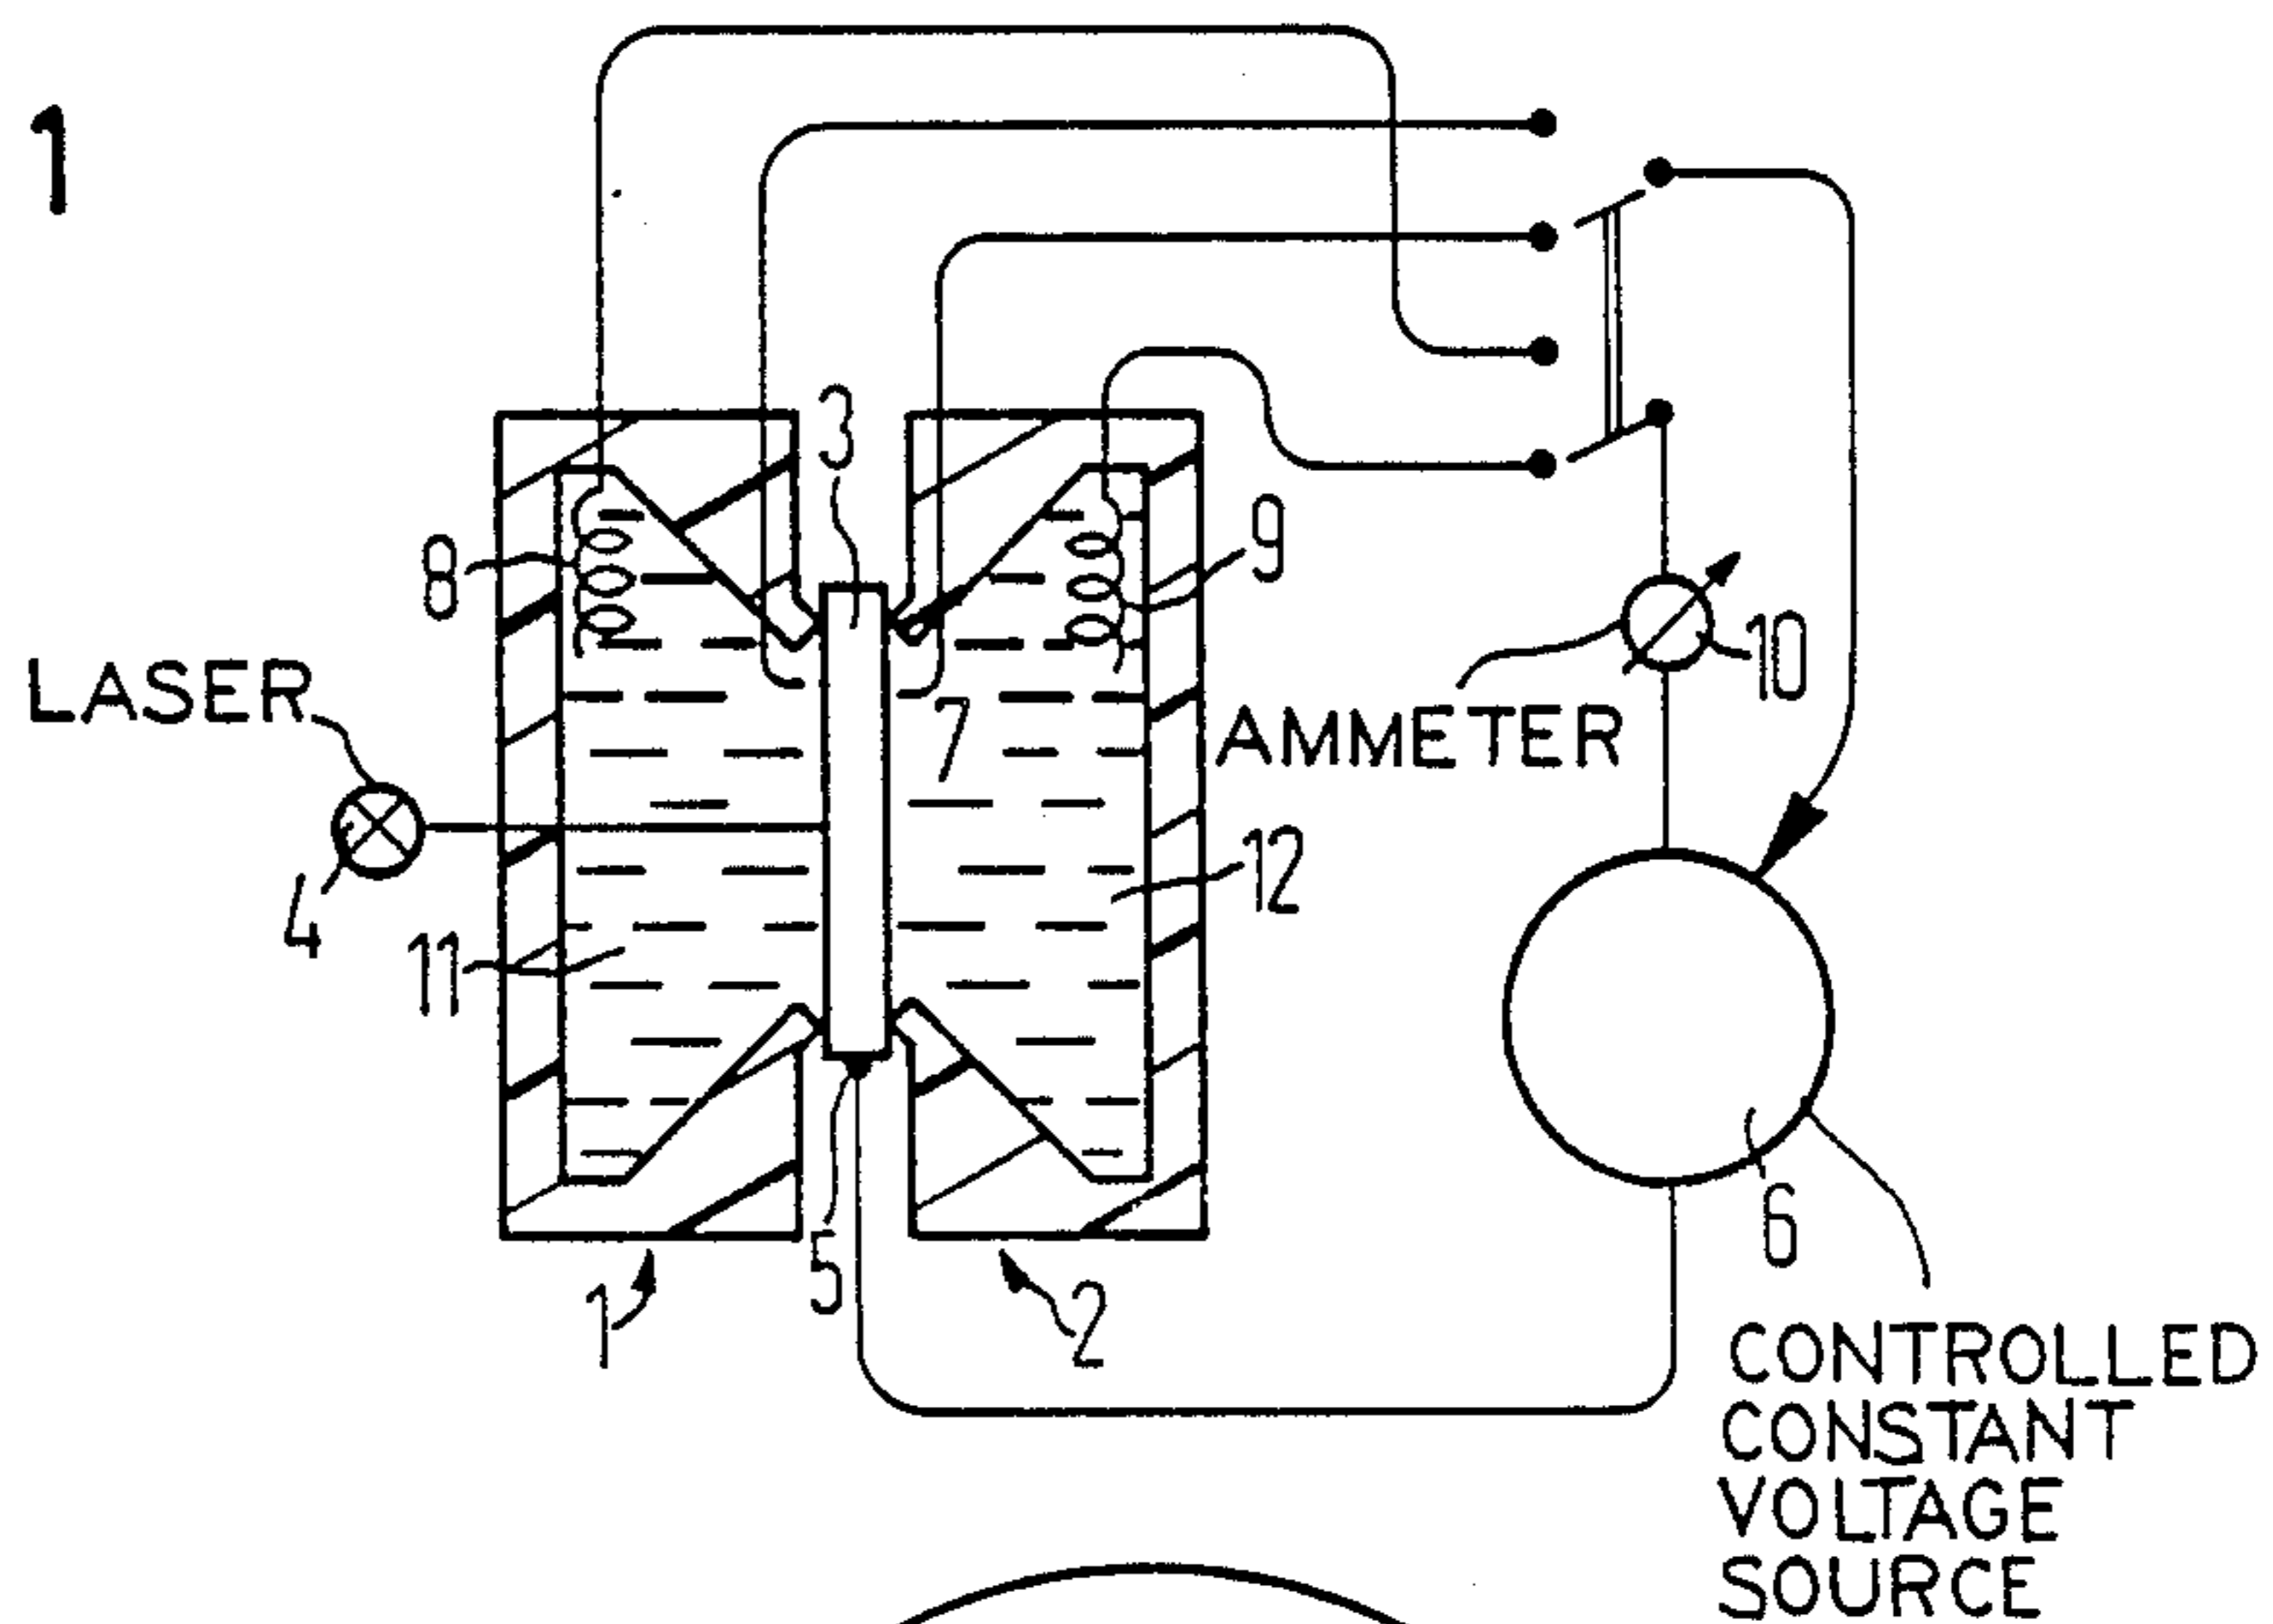 1
3
8
9
LASER
10
7
AMMETER
4
12
11
6
5
1
2
CONTROLLED
CONSTANT
VOLTAGE
SOURCE